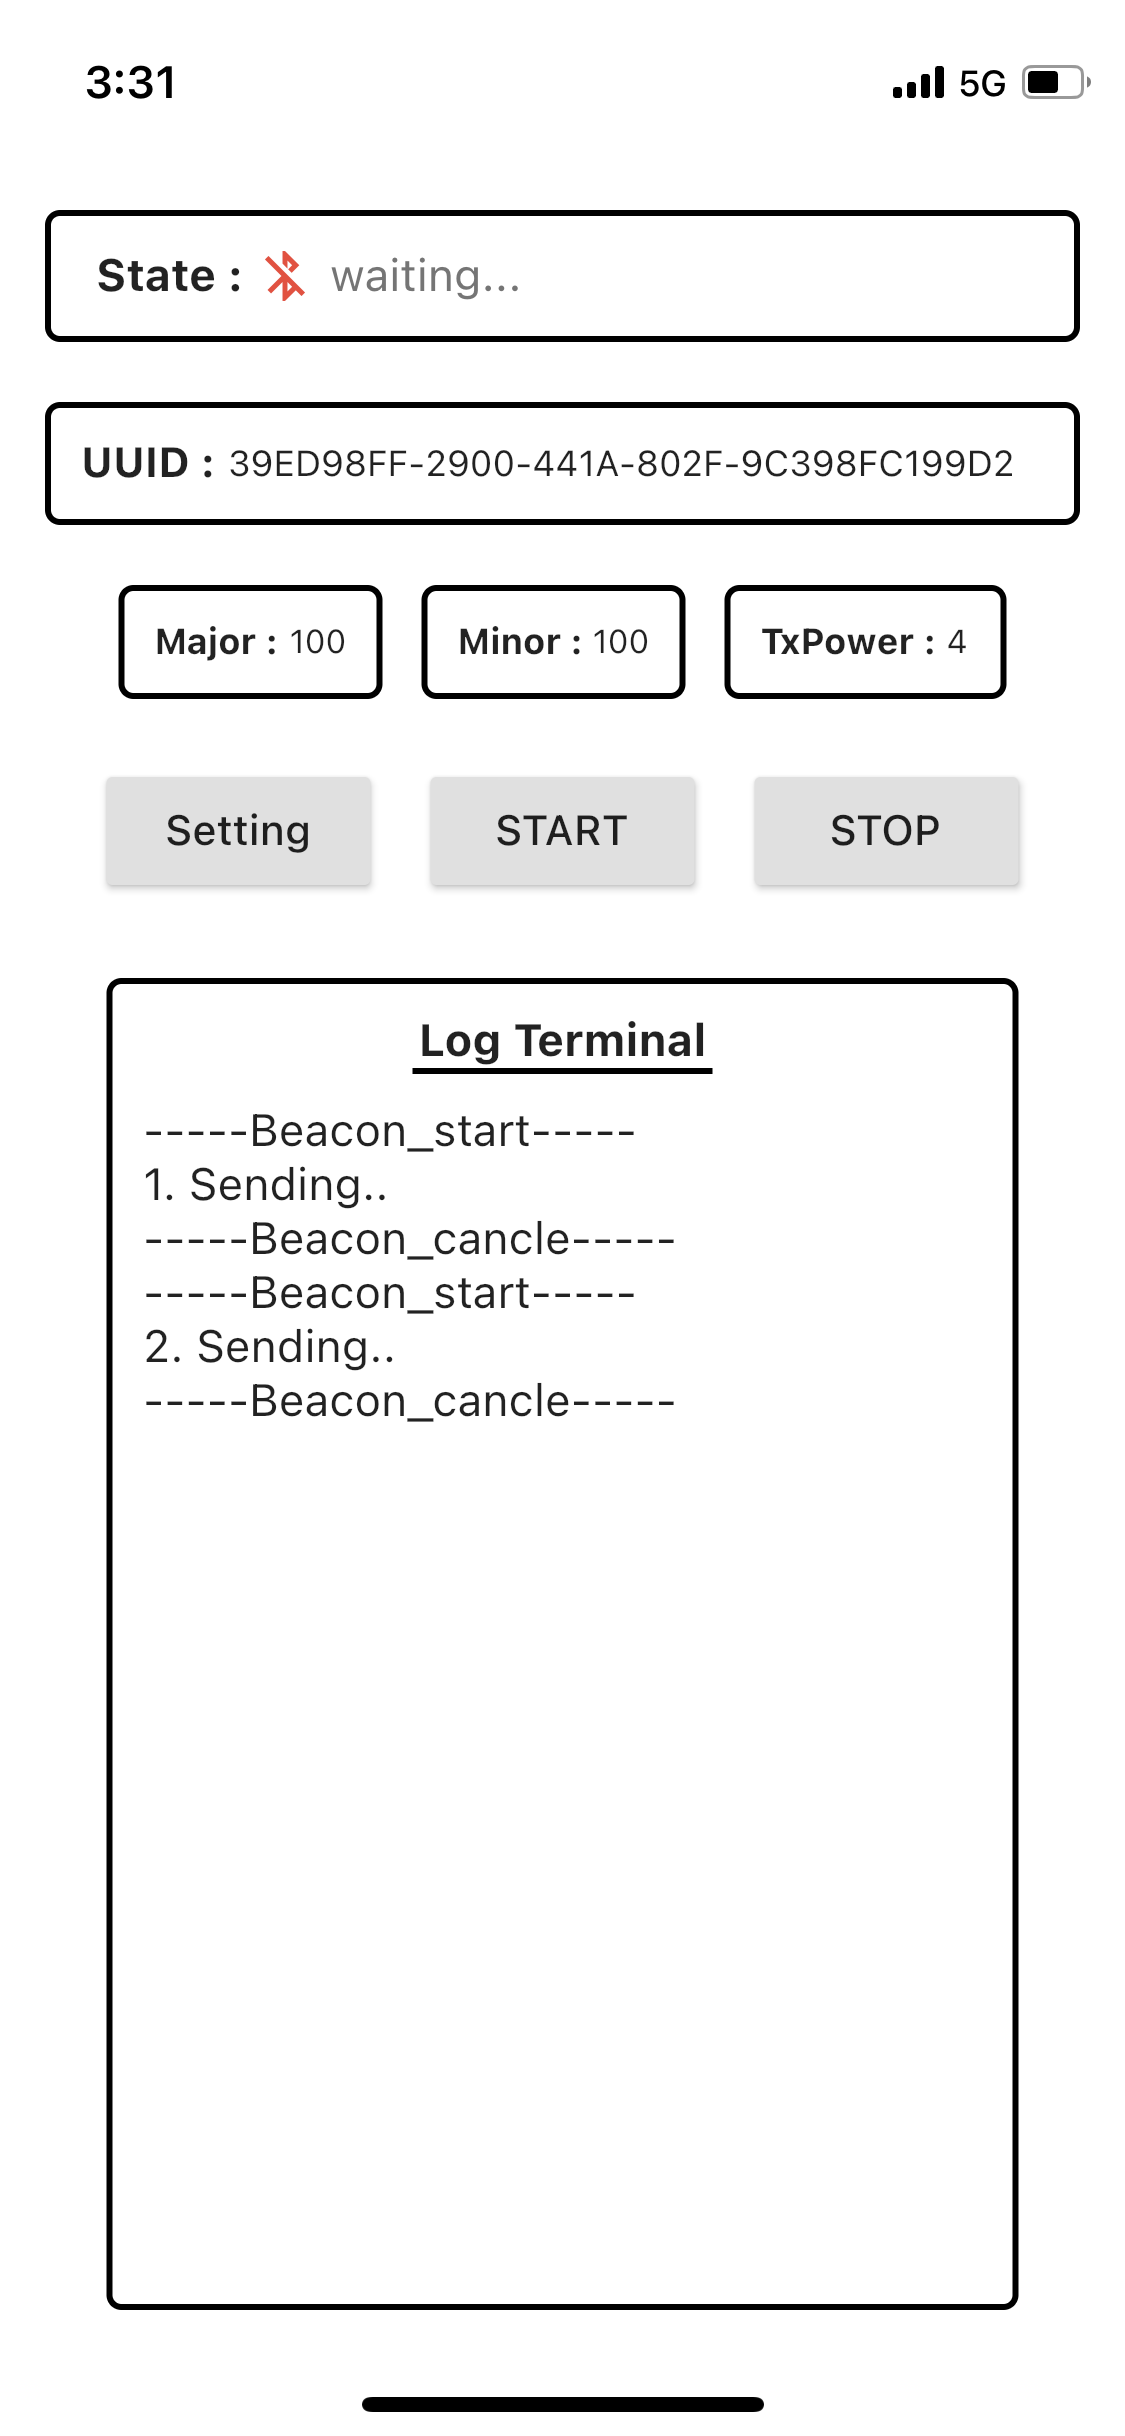 3:31
5G
State : waiting...
UUID : 39ED98FF-2900-441A-802F-9C398FC199D2
Major : 100
Minor : 100
TxPower : 4
Setting
START
STOP
Log Terminal
-----Beacon_start-----
1. Sending..
-----Beacon_cancle-----
-----Beacon_start-----
2. Sending..
-----Beacon_cancle-----